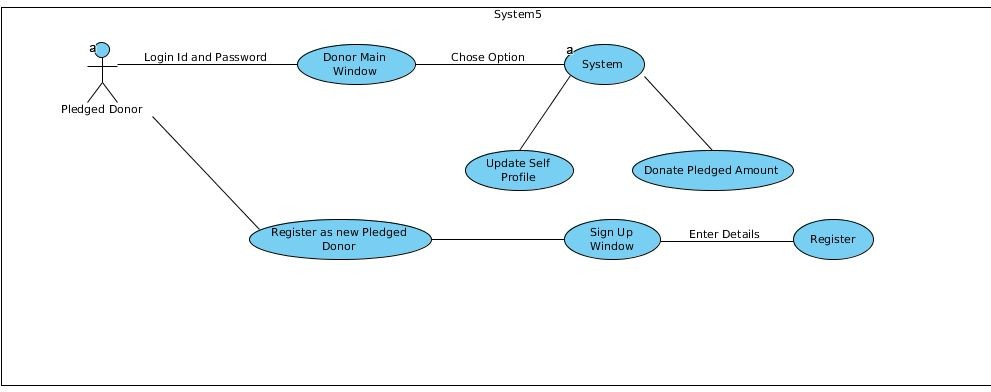 System5
a
Login Id and Password
Donor Main
Window
Chose Option
a
System
Pledged Donor
Update Self
Profile
Donate Pledged Amount
Register as new Pledged
Donor
Sign Up
Window
Enter Details
Register